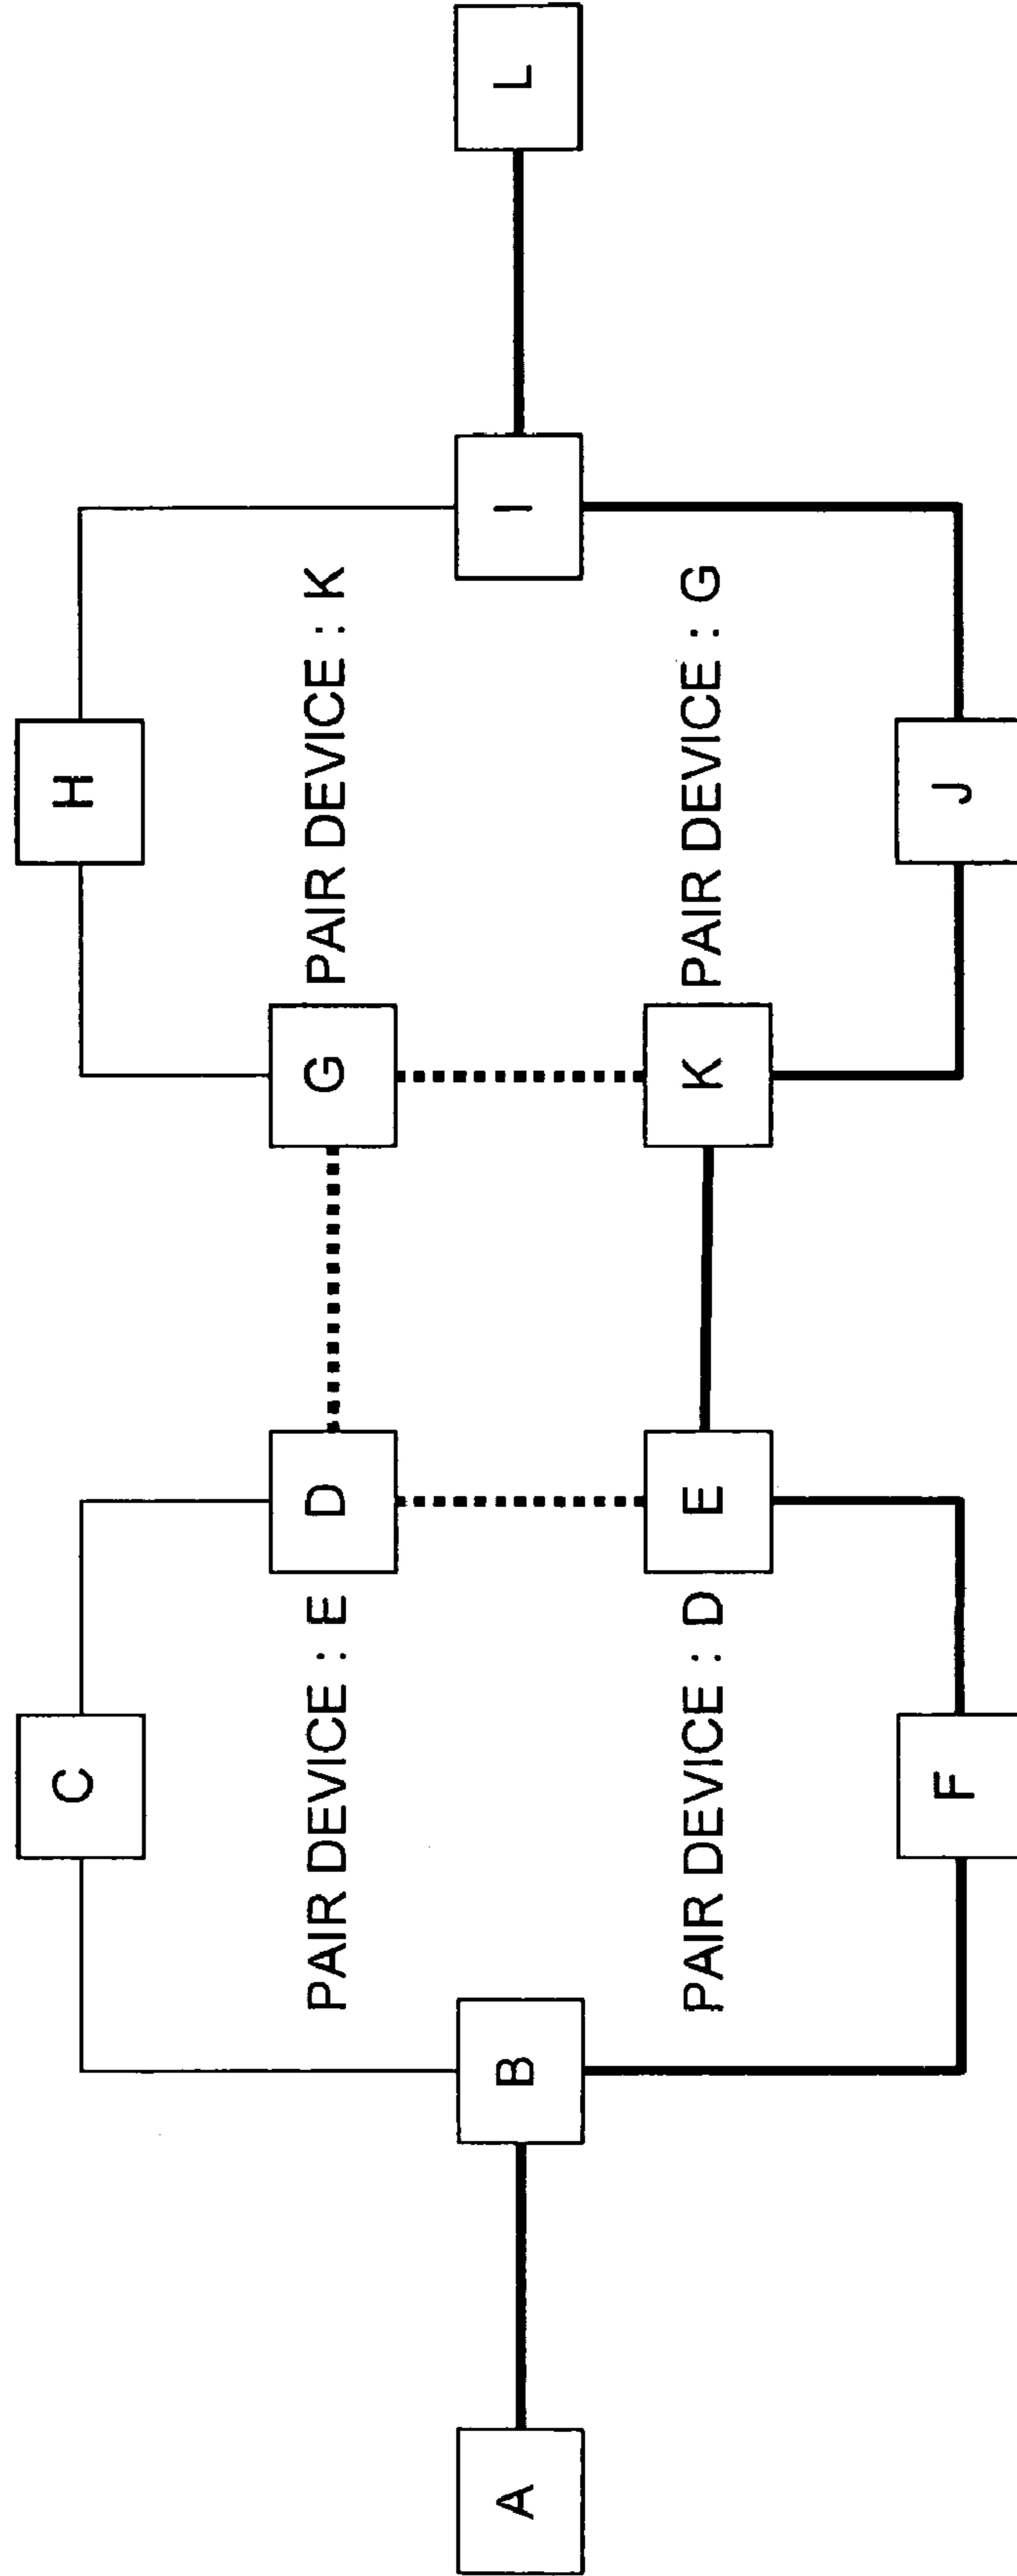 C
H
PAIR DEVICE : E
D
G
PAIR DEVICE : K
A
B
I
L
PAIR DEVICE : D
E
K
PAIR DEVICE : G
F
J